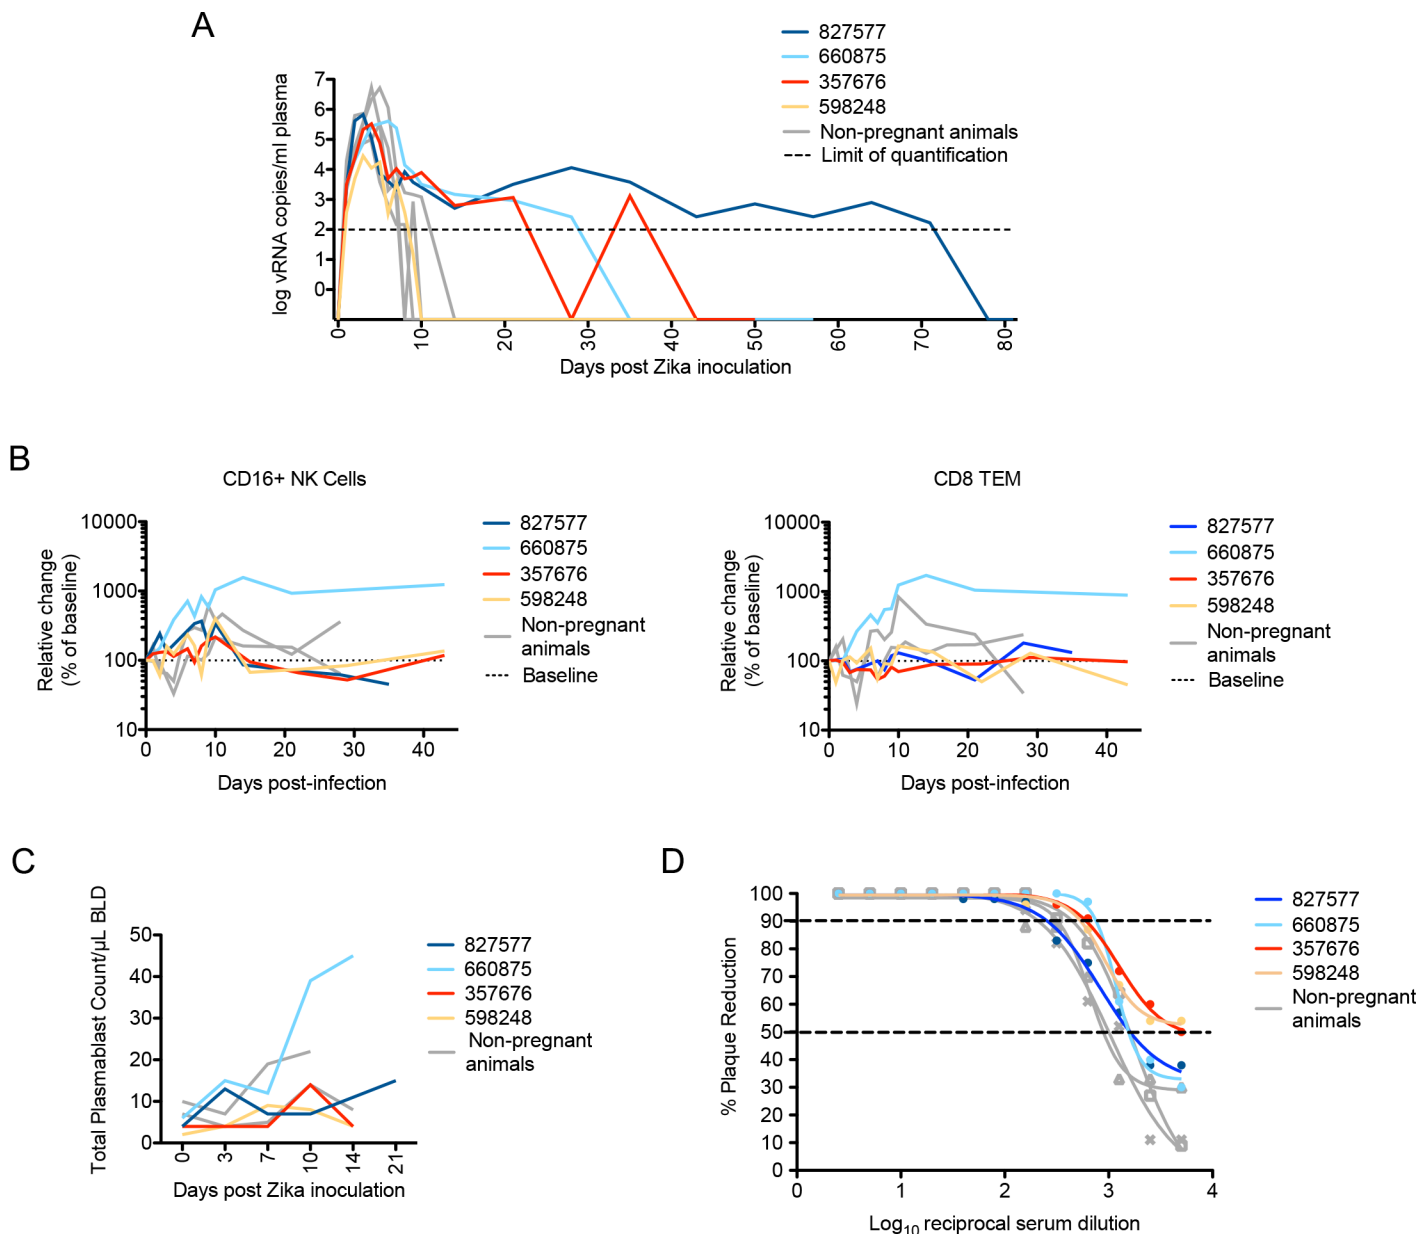 A
827577
660875
357676
598248
Non-pregnant animals
Limit of quantification
log vRNA copies/ml plasma
7
6
5
4
3
2
1
0
0
10
20
30
40
50
60
70
80
Days post Zika inoculation
B
CD16+ NK Cells
Relative change
(% of baseline)
10000
1000
100
10
0
10
20
30
40
Days post-infection
827577
660875
357676
598248
Non-pregnant
animals
Baseline
CD8 TEM
Relative change
(% of baseline)
10000
1000
100
10
0
10
20
30
40
Days post-infection
827577
660875
357676
598248
Non-pregnant
animals
Baseline
C
Total Plasmablast Count/µL BLD
50
40
30
20
10
0
0
3
7
10
14
21
Days post Zika inoculation
827577
660875
357676
598248
Non-pregnant
animals
D
% Plaque Reduction
100
90
80
70
60
50
40
30
20
10
0
0
1
2
3
4
Log10 reciprocal serum dilution
827577
660875
357676
598248
Non-pregnant
animals